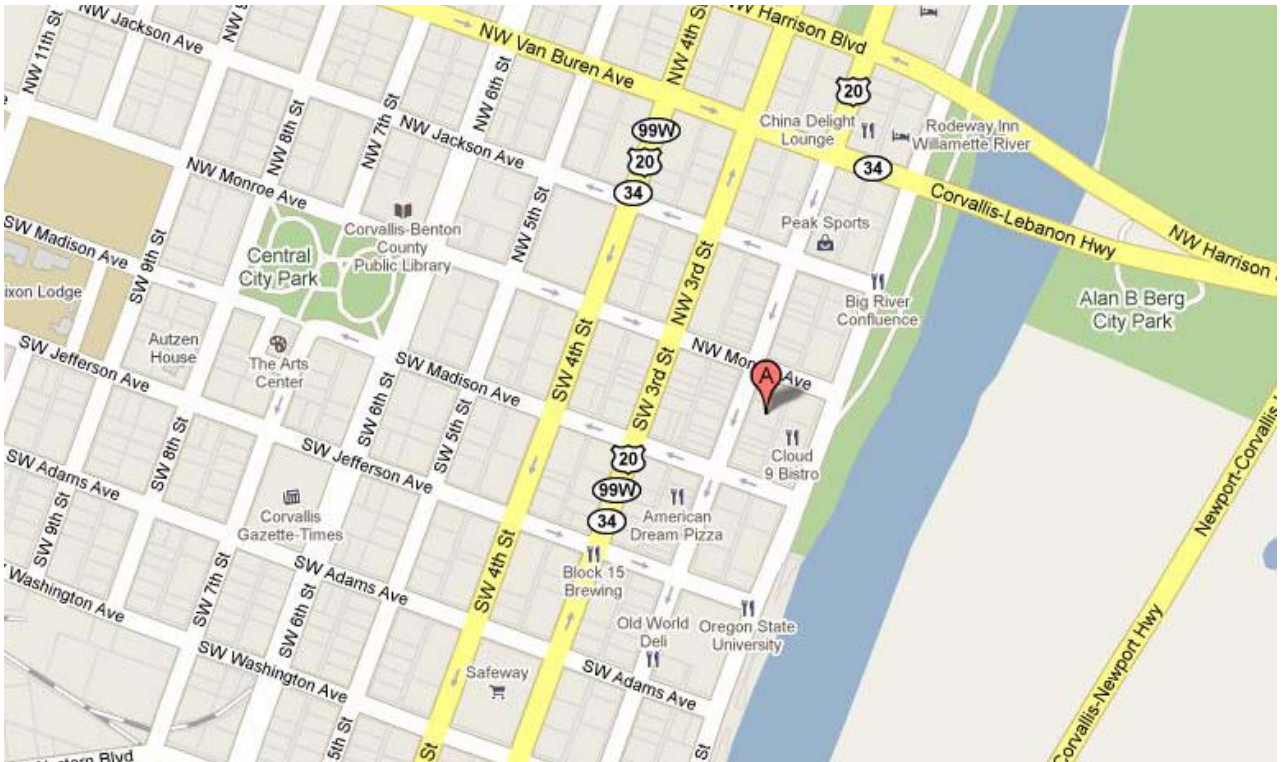 NW Jackson Ave
NW 11th St
NW 8th St
NW 7th St
NW 6th St
NW 4th St
NW Van Buren Ave
NW Harrison Blvd
20
99W
20
34
China Delight
Lounge
Rodeway Inn
Willamette River
34
Corvallis-Lebanon Hwy
NW Harrison
NW Jackson Ave
NW Monroe Ave
Corvallis-Benton
County
Public Library
NW 5th St
Peak Sports
Central
City Park
SW Madison Ave
SW 9th St
NW 3rd St
Big River
Confluence
Alan B Berg
City Park
Autzen
House
The Arts
Center
SW Jefferson Ave
SW Madison Ave
SW 4th St
SW 3rd St
A
SW 6th St
SW 5th St
Cloud
9 Bistro
SW 8th St
SW Adams Ave
SW Jefferson Ave
20
99W
34
American
Dream Pizza
Corvallis
Gazette-Times
SW 9th St
Block 15
Brewing
SW 4th St
Washington Ave
SW 7th St
SW 6th St
SW Adams Ave
Old World
Deli
Oregon State
University
SW Washington Ave
Safeway
SW Adams Ave
5th St
St
St
Blvd
Corvallis-Newport Hwy